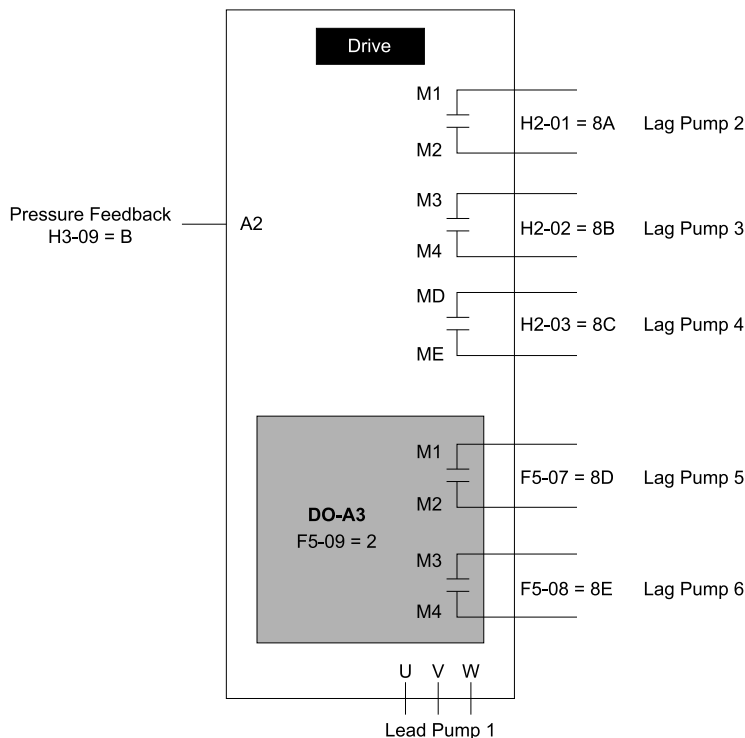 Drive
M1
H2-01 = 8A Lag Pump 2
M2
M3
Pressure Feedback
H3-09 = B
A2
H2-02 = 8B Lag Pump 3
M4
MD
H2-03 = 8C Lag Pump 4
ME
M1
F5-07 = 8D Lag Pump 5
M2
DO-A3
F5-09 = 2
M3
F5-08 = 8E Lag Pump 6
M4
U V W
Lead Pump 1